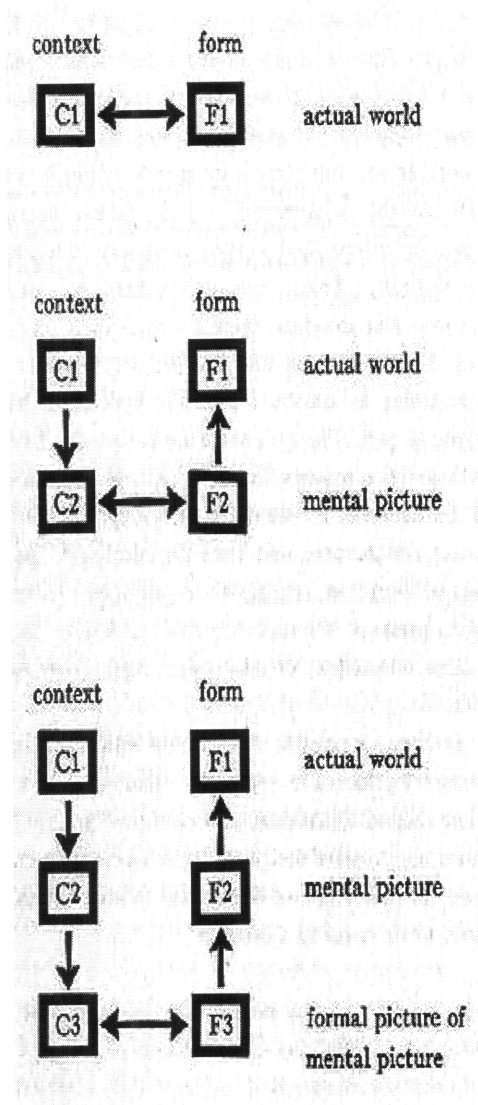 context form
C1 F1 actual world
context form
C1 F1 actual world
C2 F2 mental picture
context form
C1 F1 actual world
C2 F2 mental picture
C3 F3 formal picture of
mental picture